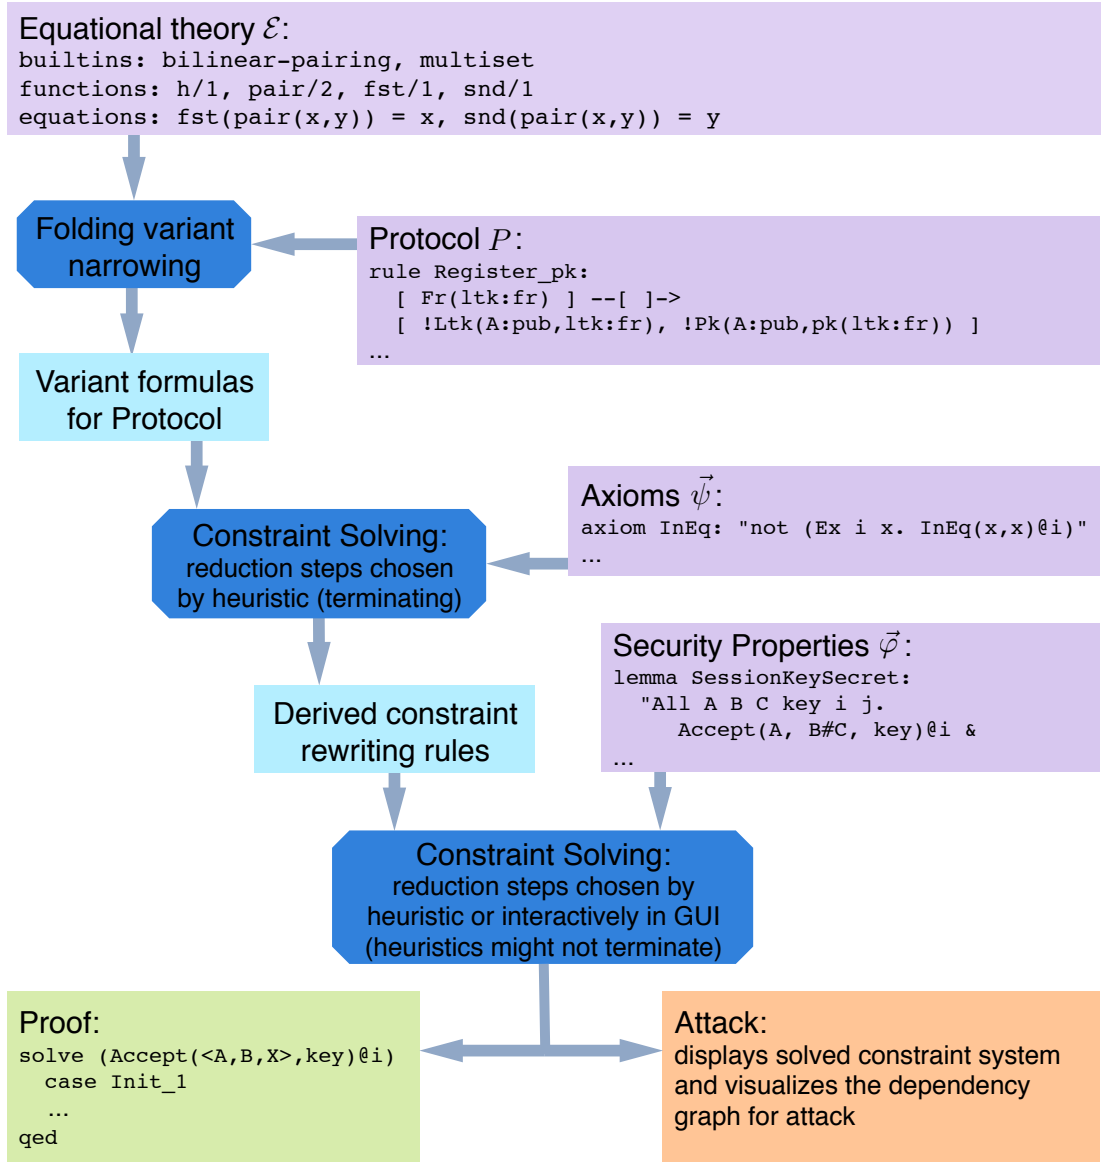 Equational theory ℰ:
builtins: bilinear-pairing, multiset
functions: h/1, pair/2, fst/1, snd/1
equations: fst(pair(x,y)) = x, snd(pair(x,y)) = y
Folding variant
narrowing
Protocol P:
rule Register_pk:
[ Fr(ltk:fr) ] --[ ]->
[ !Ltk(A:pub,ltk:fr), !Pk(A:pub,pk(ltk:fr)) ]
...
Variant formulas
for Protocol
Axioms ψ⃗:
axiom InEq: "not (Ex i x. InEq(x,x)@i)"
...
Constraint Solving:
reduction steps chosen
by heuristic (terminating)
Security Properties φ⃗:
lemma SessionKeySecret:
"All A B C key i j.
Accept(A, B#C, key)@i &
...
Derived constraint
rewriting rules
Constraint Solving:
reduction steps chosen by
heuristic or interactively in GUI
(heuristics might not terminate)
Proof:
solve (Accept(<A,B,X>,key)@i)
case Init_1
...
qed
Attack:
displays solved constraint system
and visualizes the dependency
graph for attack